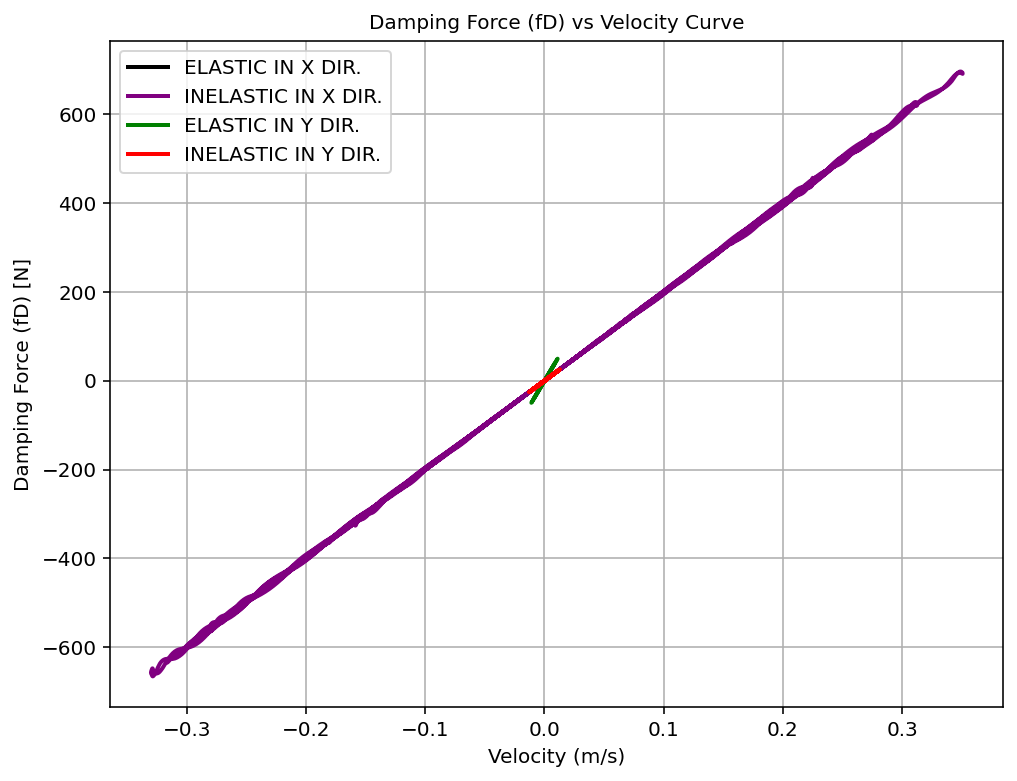 Damping Force (fD) vs Velocity Curve
ELASTIC IN X DIR.
INELASTIC IN X DIR.
ELASTIC IN Y DIR.
INELASTIC IN Y DIR.
Damping Force (fD) [N]
600
400
200
0
−200
−400
−600
−0.3 −0.2 −0.1 0.0 0.1 0.2 0.3
Velocity (m/s)